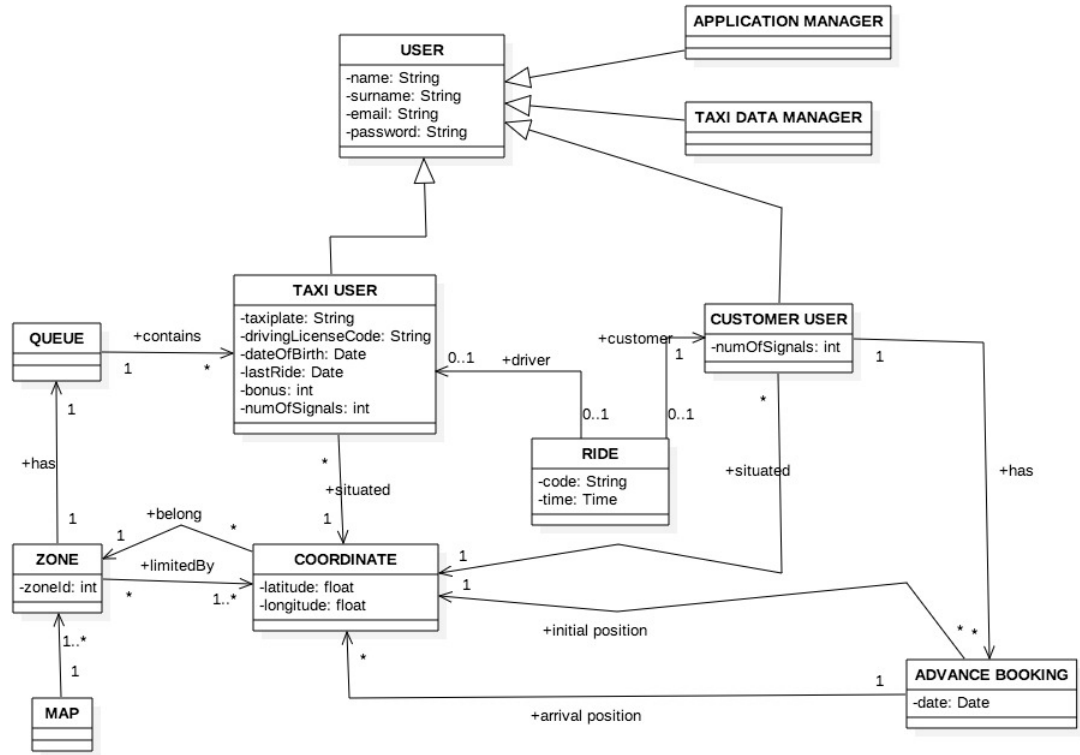 APPLICATION MANAGER
USER
-name: String
-surname: String
-email: String
-password: String
TAXI DATA MANAGER
TAXI USER
-taxiplate: String
-drivingLicenseCode: String
-dateOfBirth: Date
-lastRide: Date
-bonus: int
-numOfSignals: int
QUEUE
+contains
1
*
CUSTOMER USER
-numOfSignals: int
+customer
1
0..1
+driver
0..1
0..1
RIDE
-code: String
-time: Time
1
+has
*
1
+has
1
*
+situated
1
*
+situated
1
+belong
1
*
+limitedBy
*
1..*
ZONE
-zoneId: int
COORDINATE
-latitude: float
-longitude: float
1
+initial position
*
ADVANCE BOOKING
-date: Date
*
1
+arrival position
1..*
1
MAP